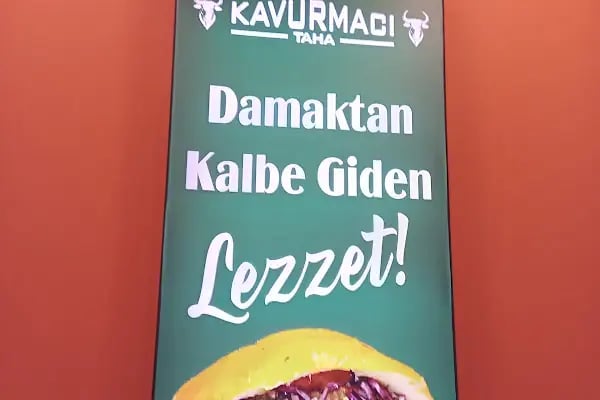 KAVURMACI
TAHA
Damaktan
Kalbe Giden
Lezzet!